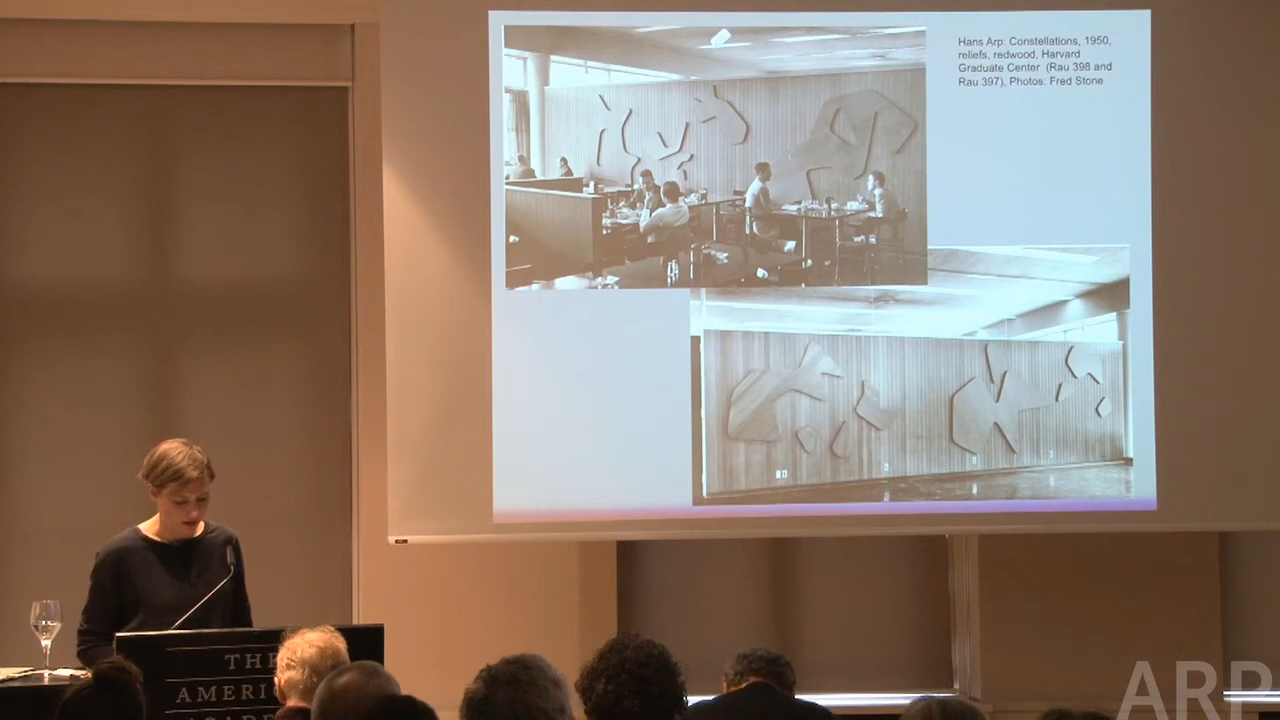 Hans Arp: Constellations, 1950,
reliefs, redwood, Harvard
Graduate Center (Rau 398 and
Rau 397), Photos: Fred Stone
THE
ARP